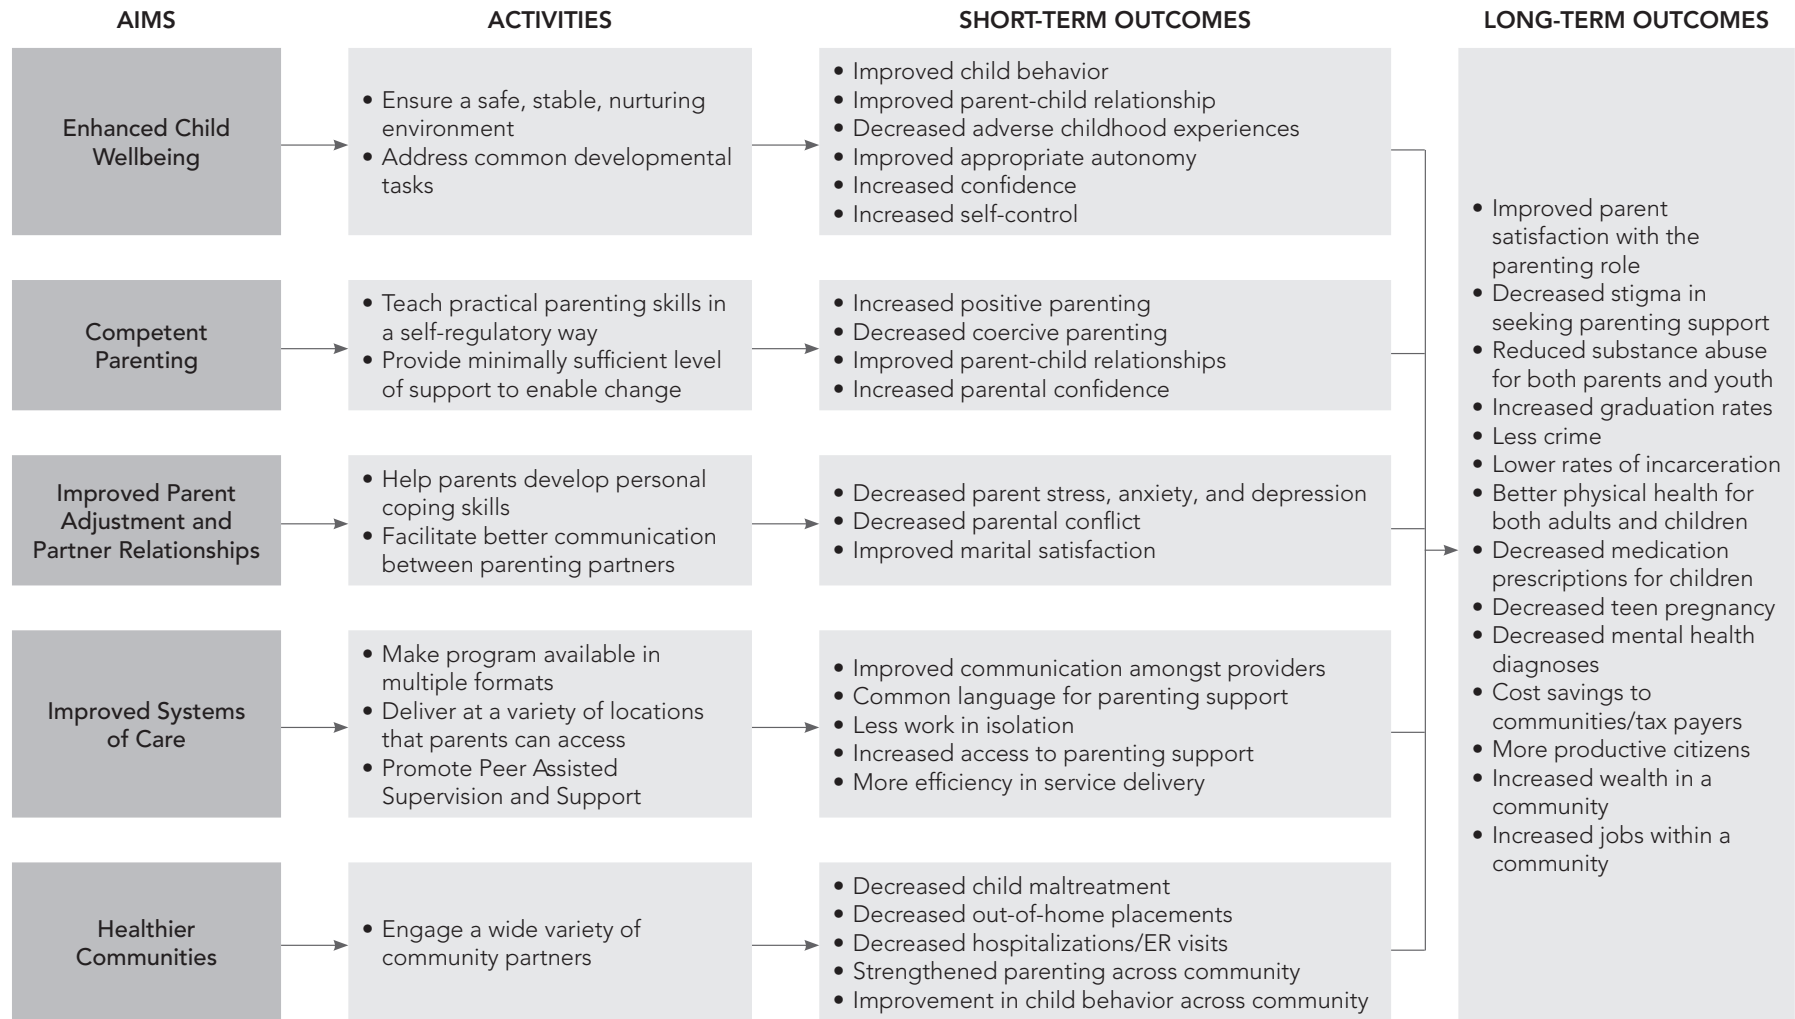 AIMS
ACTIVITIES
SHORT-TERM OUTCOMES
LONG-TERM OUTCOMES
Enhanced Child
Wellbeing
• Ensure a safe, stable, nurturing
environment
• Address common developmental
tasks
• Improved child behavior
• Improved parent-child relationship
• Decreased adverse childhood experiences
• Improved appropriate autonomy
• Increased confidence
• Increased self-control
Competent
Parenting
• Teach practical parenting skills in
a self-regulatory way
• Provide minimally sufficient level
of support to enable change
• Increased positive parenting
• Decreased coercive parenting
• Improved parent-child relationships
• Increased parental confidence
Improved Parent
Adjustment and
Partner Relationships
• Help parents develop personal
coping skills
• Facilitate better communication
between parenting partners
• Decreased parent stress, anxiety, and depression
• Decreased parental conflict
• Improved marital satisfaction
Improved Systems
of Care
• Make program available in
multiple formats
• Deliver at a variety of locations
that parents can access
• Promote Peer Assisted
Supervision and Support
• Improved communication amongst providers
• Common language for parenting support
• Less work in isolation
• Increased access to parenting support
• More efficiency in service delivery
Healthier
Communities
• Engage a wide variety of
community partners
• Decreased child maltreatment
• Decreased out-of-home placements
• Decreased hospitalizations/ER visits
• Strengthened parenting across community
• Improvement in child behavior across community
• Improved parent
satisfaction with the
parenting role
• Decreased stigma in
seeking parenting support
• Reduced substance abuse
for both parents and youth
• Increased graduation rates
• Less crime
• Lower rates of incarceration
• Better physical health for
both adults and children
• Decreased medication
prescriptions for children
• Decreased teen pregnancy
• Decreased mental health
diagnoses
• Cost savings to
communities/tax payers
• More productive citizens
• Increased wealth in a
community
• Increased jobs within a
community